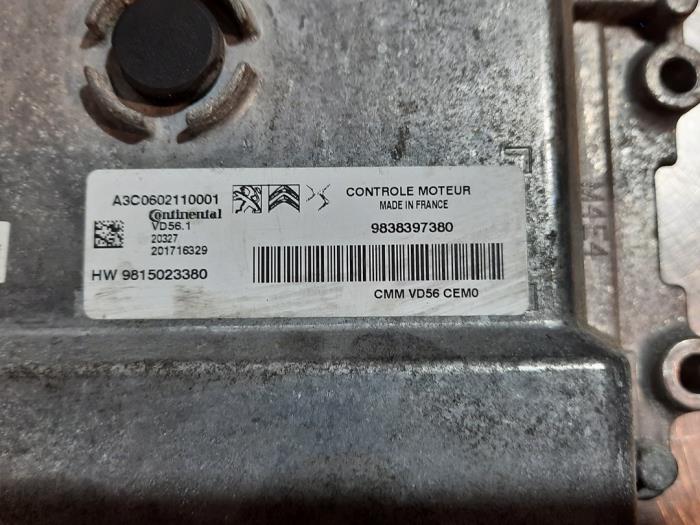 A3C0602110001
Continental
VD56.1
20327
201716329
HW 9815023380
CONTROLE MOTEUR
MADE IN FRANCE
9838397380
CMM VD56 CEM0